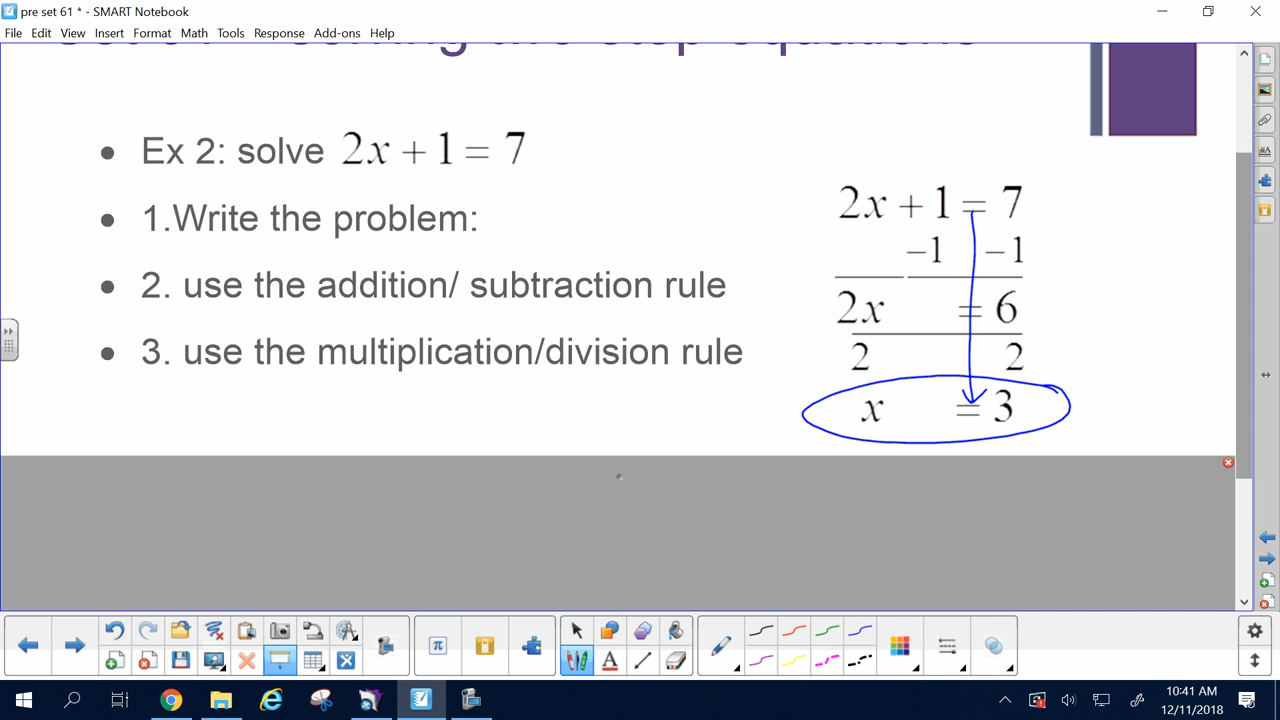 pre set 61 * - SMART Notebook
File Edit View Insert Format Math Tools Response Add-ons Help
• Ex 2: solve 2x + 1 = 7
• 1.Write the problem:
• 2. use the addition/ subtraction rule
• 3. use the multiplication/division rule
2x + 1 = 7
−1 −1
2x = 6
2 2
x = 3
10:41 AM
12/11/2018